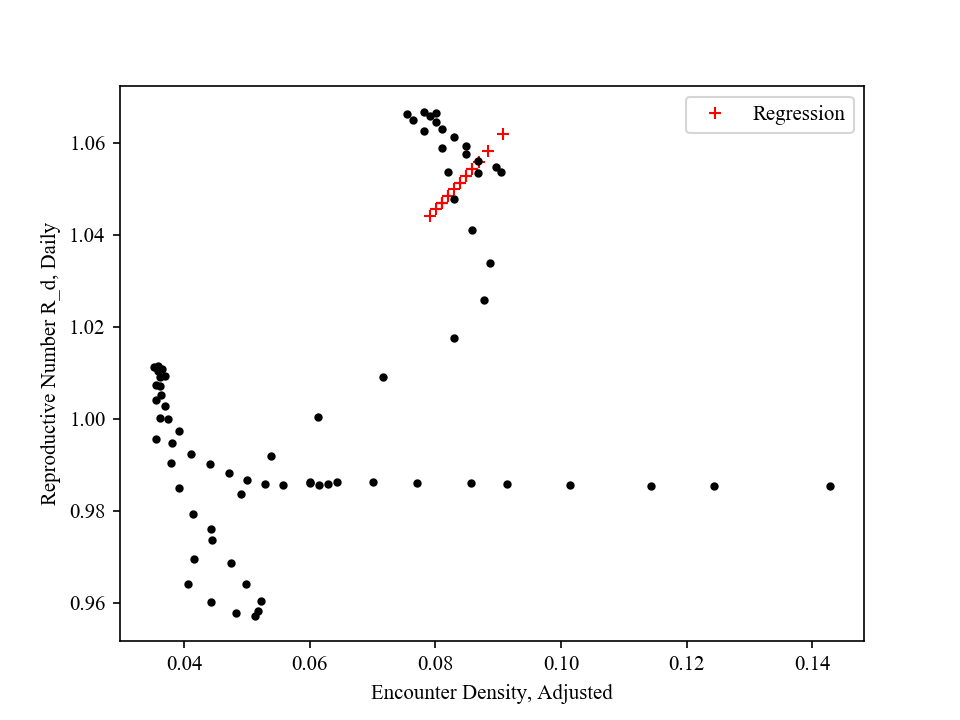 Regression
1.06
1.04
1.02
1.00
0.98
0.96
Reproductive Number R_d, Daily
0.04 0.06 0.08 0.10 0.12 0.14
Encounter Density, Adjusted